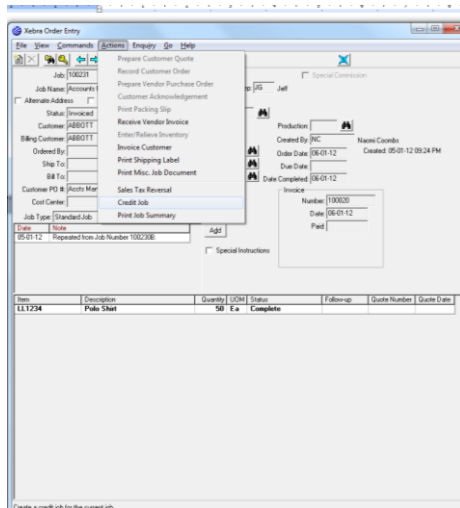 Xebra Order Entry
File View Commands Actions Enquiry Go Help
Prepare Customer Quote
Record Customer Order
Prepare Vendor Purchase Order
Customer Acknowledgement
Print Packing Slip
Receive Vendor Invoice
Enter/Relieve Inventory
Invoice Customer
Print Shipping Label
Print Misc. Job Document
Sales Tax Reversal
Credit Job
Print Job Summary
Job: 100231
Special Commission
Job Name: Accounts
JG Jeff
Alternate Address
Status: Invoiced
Customer: ABBOTT
Production:
Billing Customer: ABBOTT
Created By: NC Naomi Coombs
Ordered By:
Order Date: 06-01-12 Created: 05-01-12 09:24 PM
Ship To:
Due Date:
Bill To:
Date Completed: 06-01-12
Customer PO #: Accts Mar
Invoice
Cost Center:
Number: 100020
Job Type: Standard Job
Date: 06-01-12
Paid:
Date Note
Add
05-01-12 Repeated from Job Number 100230B.
Special Instructions
Item Description Quantity UOM Status Follow-up Quote Number Quote Date
LL1234 Polo Shirt 50 Ea Complete
Create a credit job for the current job